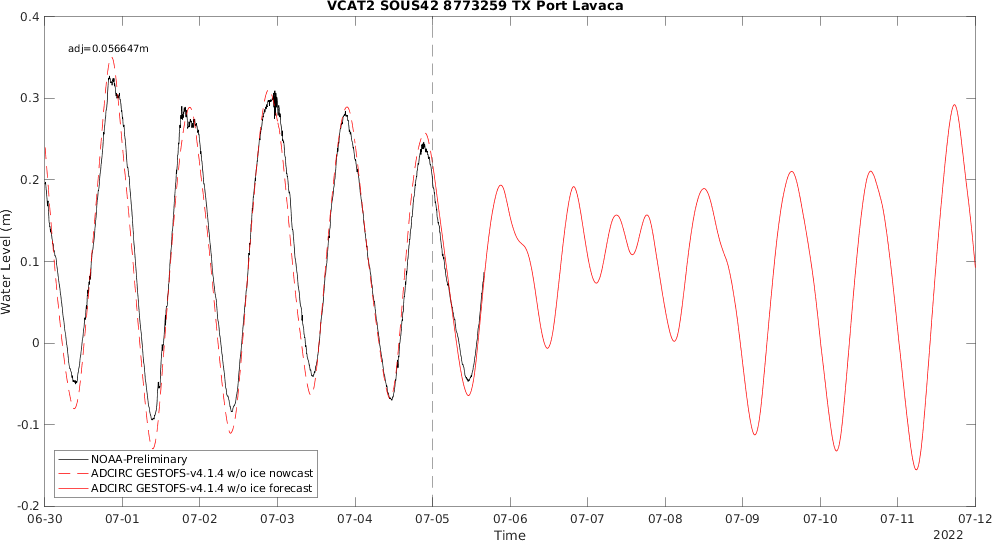 VCAT2 SOUS42 8773259 TX Port Lavaca
adj=0.056647m
0.4
0.3
0.2
0.1
0
-0.1
-0.2
Water Level (m)
NOAA-Preliminary
ADCIRC GESTOFS-v4.1.4 w/o ice nowcast
ADCIRC GESTOFS-v4.1.4 w/o ice forecast
06-30 07-01 07-02 07-03 07-04 07-05 07-06 07-07 07-08 07-09 07-10 07-11 07-12
Time
2022